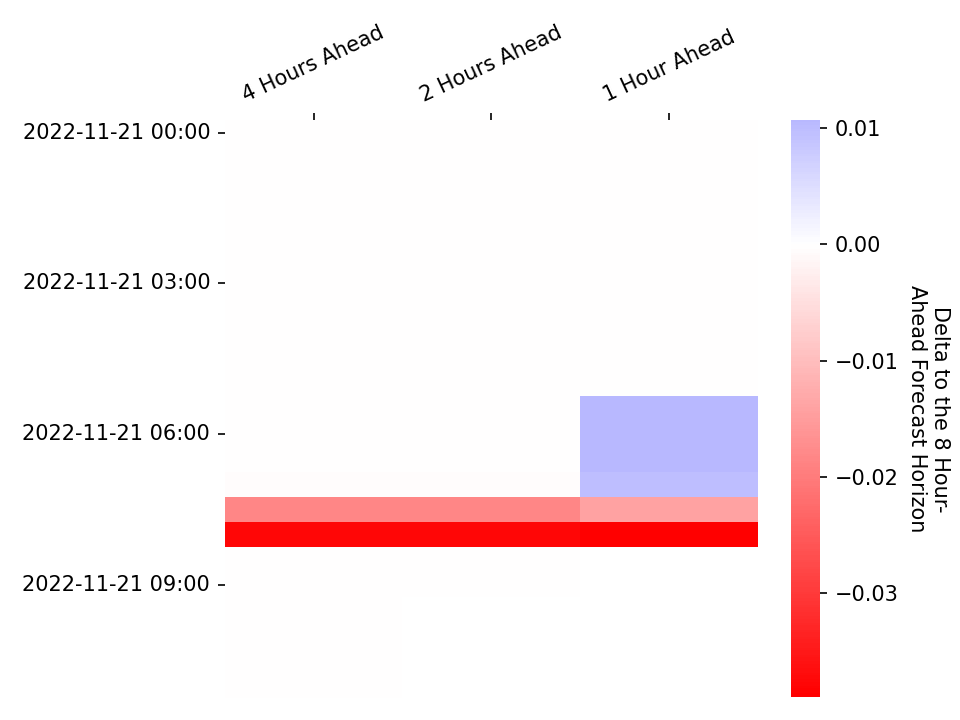 4 Hours Ahead
2 Hours Ahead
1 Hour Ahead
2022-11-21 00:00
2022-11-21 03:00
2022-11-21 06:00
2022-11-21 09:00
0.01
0.00
−0.01
−0.02
−0.03
Delta to the 8 Hour-
Ahead Forecast Horizon